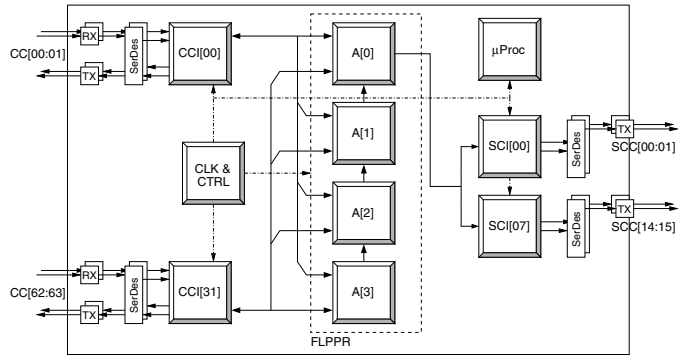 CC[00:01]
RX
TX
SerDes
CCI[00]
A[0]
µProc
A[1]
CLK &
CTRL
SCI[00]
SerDes
TX
SCC[00:01]
A[2]
SCI[07]
SerDes
TX
SCC[14:15]
CC[62:63]
RX
TX
SerDes
CCI[31]
A[3]
FLPPR